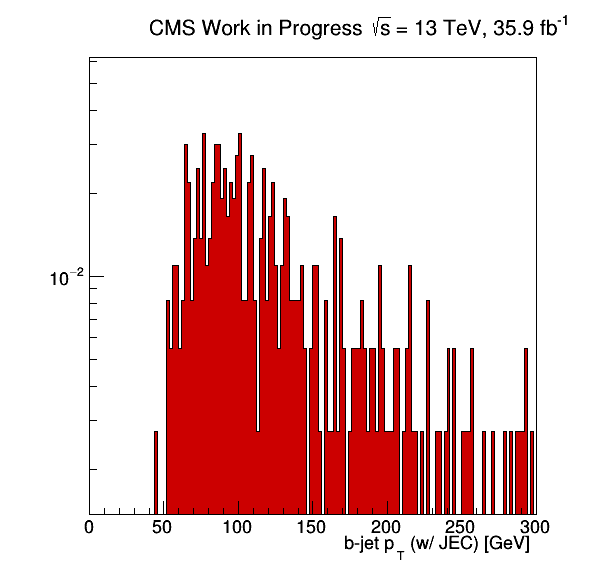 CMS Work in Progress √s = 13 TeV, 35.9 fb⁻¹
10⁻²
0 50 100 150 200 250 300
b-jet p_T (w/ JEC) [GeV]